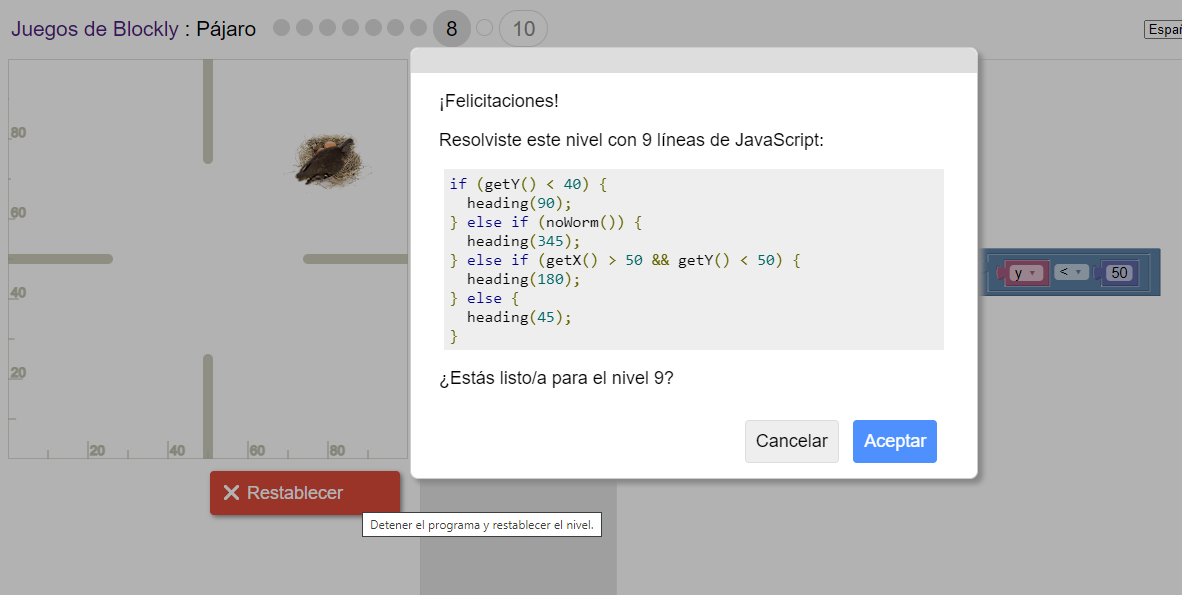 Juegos de Blockly : Pájaro 8 10
Españ
¡Felicitaciones!
Resolviste este nivel con 9 líneas de JavaScript:
if (getY() < 40) {
  heading(90);
} else if (noWorm()) {
  heading(345);
} else if (getX() > 50 && getY() < 50) {
  heading(180);
} else {
  heading(45);
}
¿Estás listo/a para el nivel 9?
Cancelar Aceptar
80
60
40
20
20 40 60 80
y < 50
Restablecer
Detener el programa y restablecer el nivel.